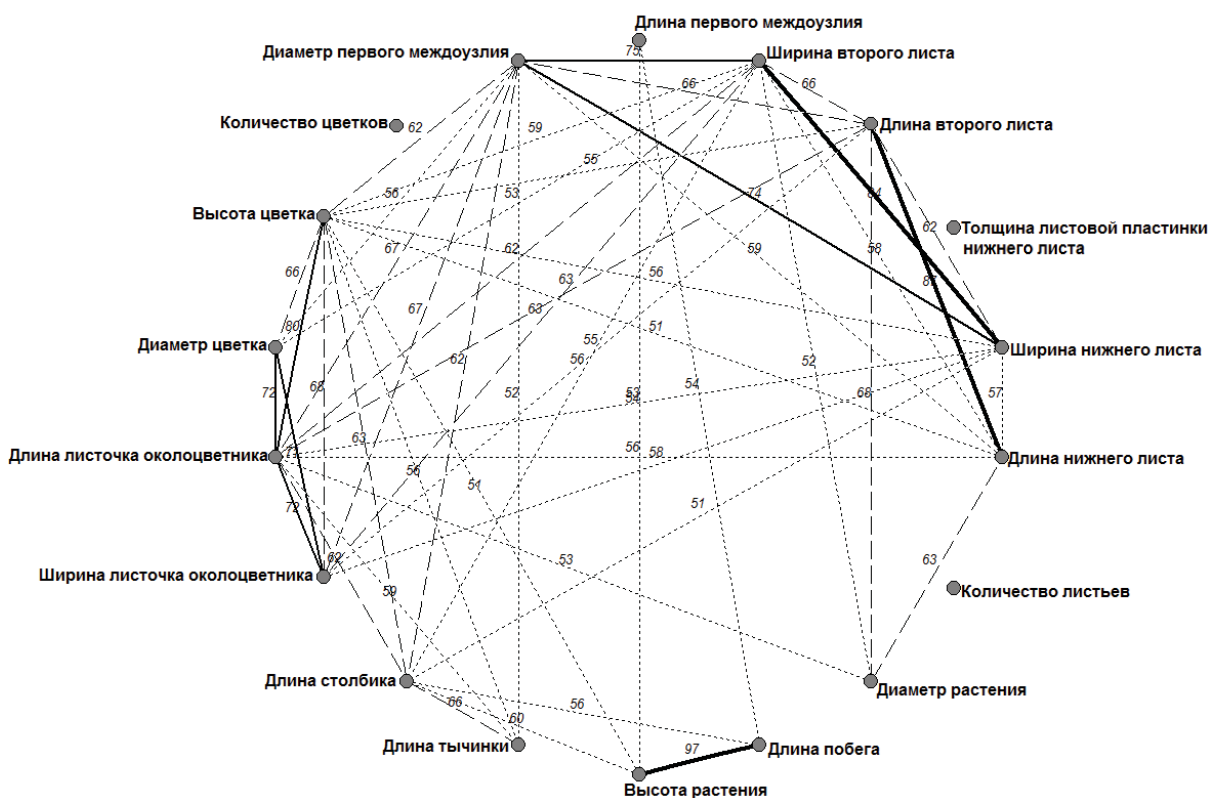 Длина первого междоузлия
Диаметр первого междоузлия
75
Ширина второго листа
66
66
Количество цветков
62
59
Длина второго листа
55
Высота цветка
56
53
74
84
62
Толщина листовой пластинки
нижнего листа
67
62
59
58
66
63
56
87
67
63
80
55
51
Диаметр цветка
62
56
52
Ширина нижнего листа
54
72
68
63
52
53
54
68
57
Длина листочка околоцветника
71
56
51
56
58
Длина нижнего листа
72
51
Ширина листочка околоцветника
62
53
63
59
Количество листьев
Длина столбика
66
60
56
Диаметр растения
Длина тычинки
97
Длина побега
Высота растения